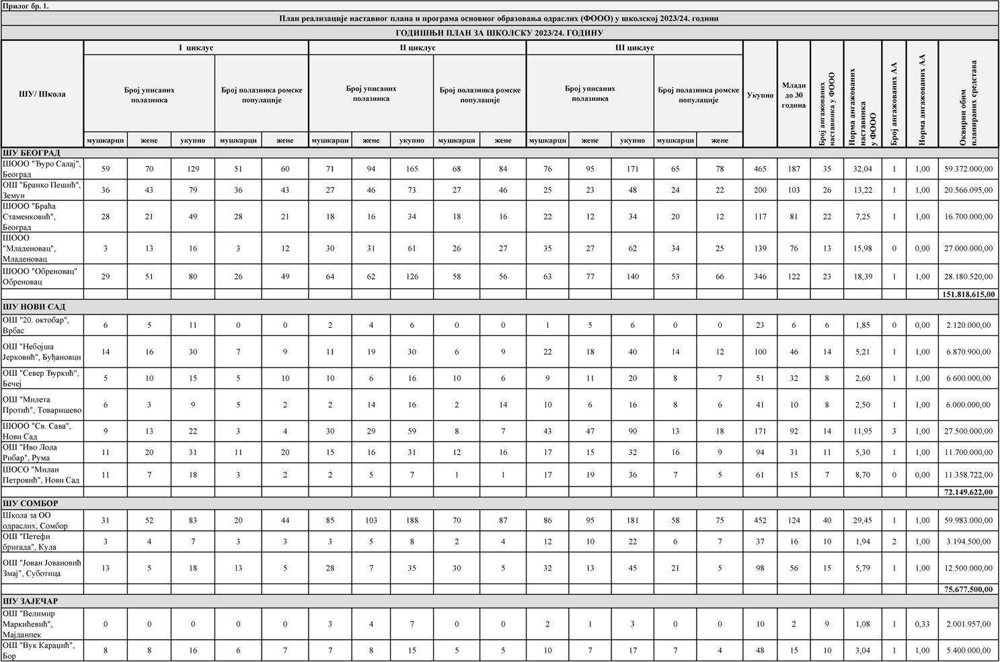 Прилог бр. 1.
План реализације наставног плана и програма основног образовања одраслих (ФООО) у школској 2023/24. години
ГОДИШЊИ ПЛАН ЗА ШКОЛСКУ 2023/24. ГОДИНУ
ШУ/ Школа
I циклус
II циклус
III циклус
Број уписаних
полазника
Број полазника ромске
популације
Број уписаних
полазника
Број полазника ромске
популације
Број уписаних
полазника
Број полазника ромске
популације
Укупно
Млади
до 30
година
Број ангажованих
наставника у ФООО
Норма ангажованих
наставника
у ФООО
Број ангажованих АА
Норма ангажованих АА
Оквирни обим
планираних средстава
мушкарци жене укупно мушкарци жене мушкарци жене укупно мушкарци жене мушкарци жене укупно мушкарци жене
ШУ БЕОГРАД
ШООО "Ђуро Салај",
Београд
59 70 129 51 60 71 94 165 68 84 76 95 171 65 78 465 187 35 32,04 1 1,00 59.372.000,00
ОШ "Бранко Пешић",
Земун
36 43 79 36 43 27 46 73 27 46 25 23 48 24 22 200 103 26 13,22 1 1,00 20.566.095,00
ШООО "Браћа
Стаменковић",
Београд
28 21 49 28 21 18 16 34 18 16 22 12 34 20 12 117 81 22 7,25 1 1,00 16.700.000,00
ШООО
"Младеновац",
Младеновац
3 13 16 3 12 30 31 61 26 27 35 27 62 34 25 139 76 13 15,98 0 0,00 27.000.000,00
ШООО "Обреновац"
Обреновац
29 51 80 26 49 64 62 126 58 56 63 77 140 53 66 346 122 23 18,39 1 1,00 28.180.520,00
151.818.615,00
ШУ НОВИ САД
ОШ "20. октобар",
Врбас
6 5 11 0 0 2 4 6 0 0 1 5 6 0 0 23 6 6 1,85 0 0,00 2.120.000,00
ОШ "Небојша
Јерковић", Буђановци
14 16 30 7 9 11 19 30 6 9 22 18 40 14 12 100 46 14 5,21 1 1,00 6.870.900,00
ОШ "Север Ђуркић",
Бечеј
5 10 15 5 10 10 6 16 10 6 9 11 20 8 7 51 32 8 2,60 1 1,00 6.600.000,00
ОШ "Милета
Протић", Товаришево
6 3 9 5 2 2 14 16 2 14 10 6 16 8 6 41 10 8 2,50 1 1,00 6.000.000,00
ШООО "Св. Сава",
Нови Сад
9 13 22 3 4 30 29 59 8 7 43 47 90 13 18 171 92 14 11,95 3 1,00 27.500.000,00
ОШ "Иво Лола
Рибар", Рума
11 20 31 11 20 15 16 31 12 16 17 15 32 16 9 94 31 11 5,30 1 1,00 11.700.000,00
ШОСО "Милан
Петровић", Нови Сад
11 7 18 3 2 2 5 7 1 1 17 19 36 7 5 61 15 7 8,70 0 0,00 11.358.722,00
72.149.622,00
ШУ СОМБОР
Школа за ОО
одраслих, Сомбор
31 52 83 20 44 85 103 188 70 87 86 95 181 58 75 452 124 40 29,45 1 1,00 59.983.000,00
ОШ "Петефи
бригада", Кула
3 4 7 3 3 3 5 8 2 4 12 10 22 6 7 37 16 10 1,94 2 1,00 3.194.500,00
ОШ "Јован Јовановић
Змај", Суботица
13 5 18 13 5 28 7 35 30 5 32 13 45 21 5 98 56 15 5,79 1 1,00 12.500.000,00
75.677.500,00
ШУ ЗАЈЕЧАР
ОШ "Велимир
Маркићевић",
Мајданпек
0 0 0 0 0 3 4 7 0 0 2 1 3 0 0 10 2 9 1,08 1 0,33 2.001.957,00
ОШ "Вук Караџић",
Бор
8 8 16 6 7 7 8 15 5 5 10 7 17 7 4 48 15 10 3,04 1 1,00 5.400.000,00